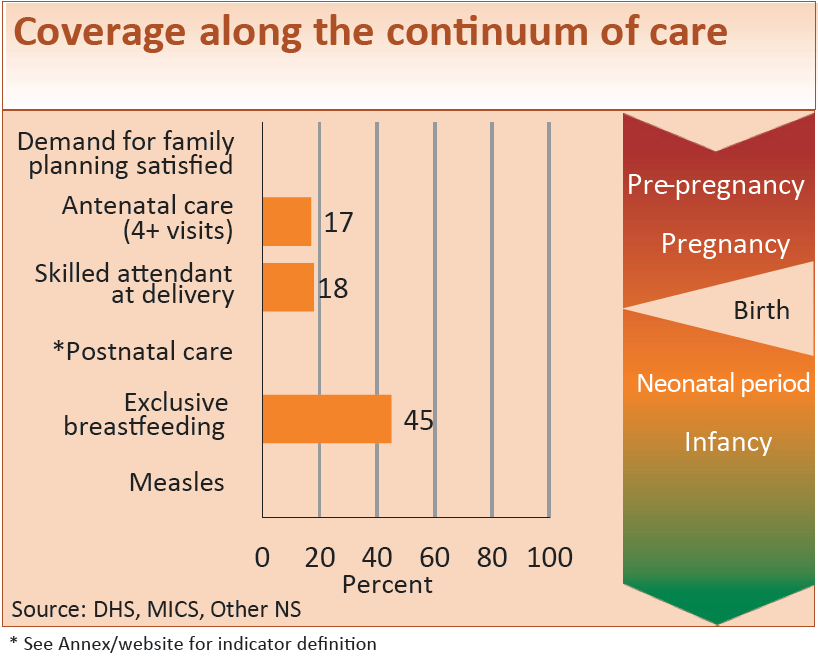 Coverage along the continuum of care
Demand for family
planning satisfied
Antenatal care
(4+ visits)
17
Skilled attendant
at delivery
18
*Postnatal care
Exclusive
breastfeeding
45
Measles
0 20 40 60 80 100
Percent
Pre-pregnancy
Pregnancy
Birth
Neonatal period
Infancy
Source: DHS, MICS, Other NS
* See Annex/website for indicator definition